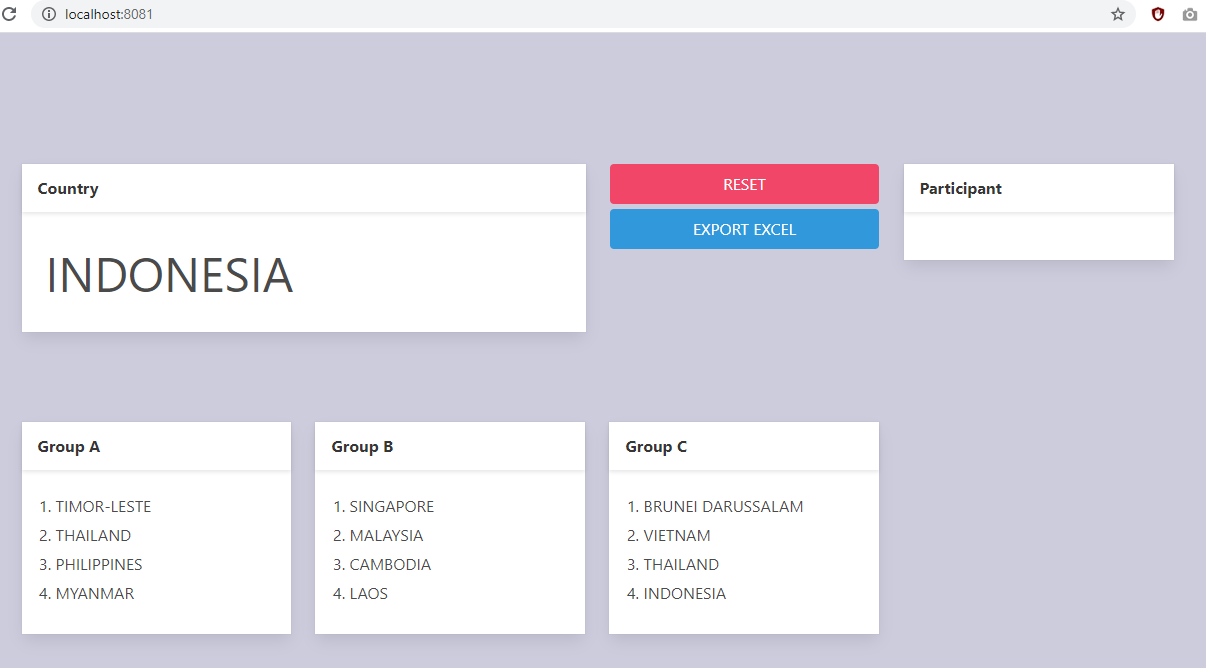 localhost:8081
Country
INDONESIA
RESET
EXPORT EXCEL
Participant
Group A
1. TIMOR-LESTE
2. THAILAND
3. PHILIPPINES
4. MYANMAR
Group B
1. SINGAPORE
2. MALAYSIA
3. CAMBODIA
4. LAOS
Group C
1. BRUNEI DARUSSALAM
2. VIETNAM
3. THAILAND
4. INDONESIA